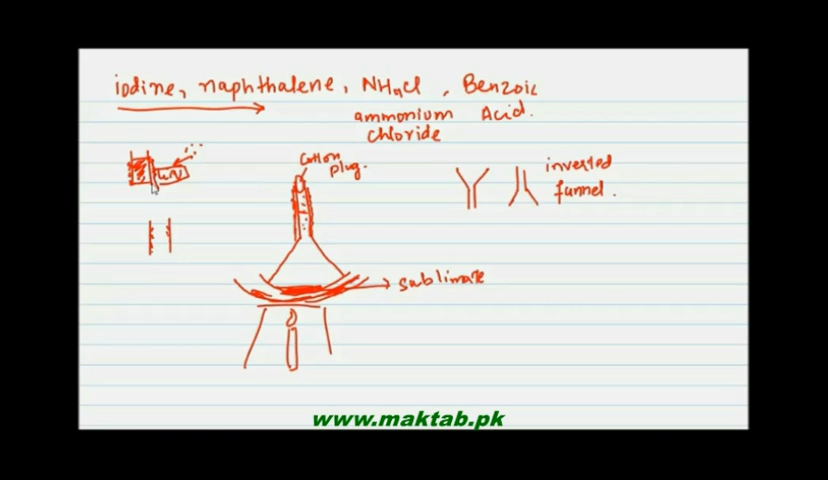 iodine, naphthalene, NH4Cl, Benzoic
ammonium Acid.
chloride
Cotton
plug.
inverted
funnel.
sublimate
www.maktab.pk